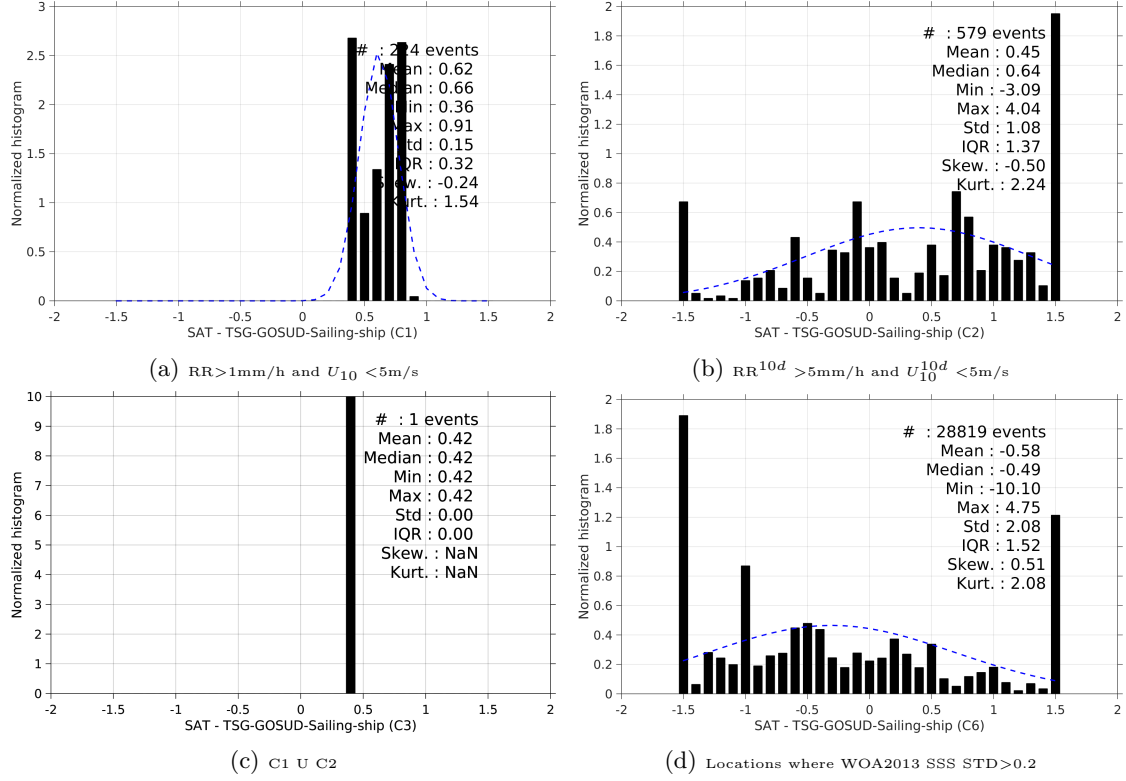 3
2.5
2
1.5
1
0.5
0
Normalized histogram
# : 224 events
Mean : 0.62
Median : 0.66
Min : 0.36
Max : 0.91
Std : 0.15
IQR : 0.32
Skew. : -0.24
Kurt. : 1.54
-2 -1.5 -1 -0.5 0 0.5 1 1.5 2
SAT - TSG-GOSUD-Sailing-ship (C1)
(a) RR>1mm/h and U10 <5m/s
2
1.8
1.6
1.4
1.2
1
0.8
0.6
0.4
0.2
0
Normalized histogram
# : 579 events
Mean : 0.45
Median : 0.64
Min : -3.09
Max : 4.04
Std : 1.08
IQR : 1.37
Skew. : -0.50
Kurt. : 2.24
-2 -1.5 -1 -0.5 0 0.5 1 1.5 2
SAT - TSG-GOSUD-Sailing-ship (C2)
(b) RR10d >5mm/h and U10d10 <5m/s
10
9
8
7
6
5
4
3
2
1
0
Normalized histogram
# : 1 events
Mean : 0.42
Median : 0.42
Min : 0.42
Max : 0.42
Std : 0.00
IQR : 0.00
Skew. : NaN
Kurt. : NaN
-2 -1.5 -1 -0.5 0 0.5 1 1.5 2
SAT - TSG-GOSUD-Sailing-ship (C3)
(c) C1 U C2
2
1.8
1.6
1.4
1.2
1
0.8
0.6
0.4
0.2
0
Normalized histogram
# : 28819 events
Mean : -0.58
Median : -0.49
Min : -10.10
Max : 4.75
Std : 2.08
IQR : 1.52
Skew. : 0.51
Kurt. : 2.08
-2 -1.5 -1 -0.5 0 0.5 1 1.5 2
SAT - TSG-GOSUD-Sailing-ship (C6)
(d) Locations where WOA2013 SSS STD>0.2